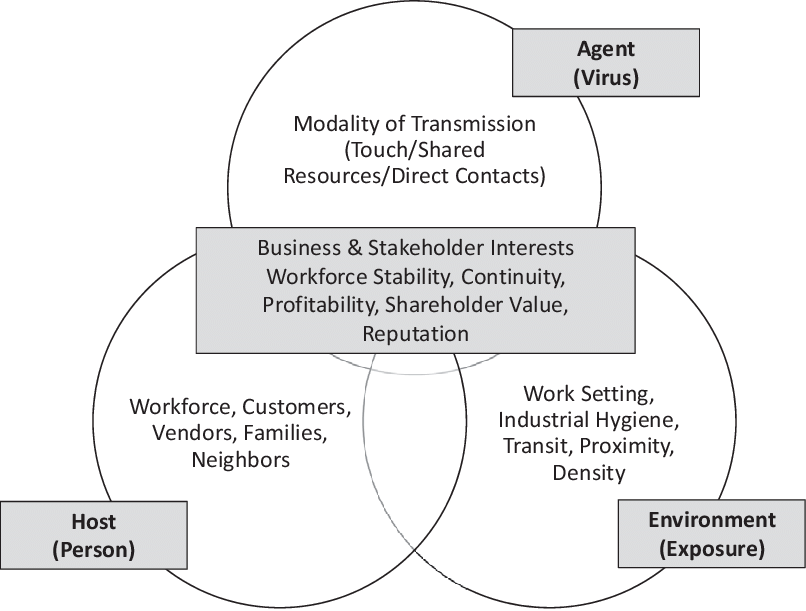 Agent
(Virus)
Modality of Transmission
(Touch/Shared
Resources/Direct Contacts)
Business & Stakeholder Interests
Workforce Stability, Continuity,
Profitability, Shareholder Value,
Reputation
Workforce, Customers,
Vendors, Families,
Neighbors
Work Setting,
Industrial Hygiene,
Transit, Proximity,
Density
Host
(Person)
Environment
(Exposure)